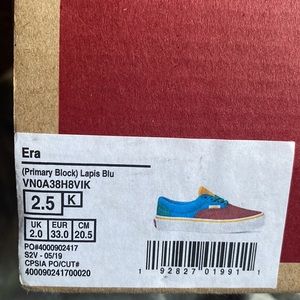 Era
(Primary Block) Lapis Blu
VN0A38H8VIK
2.5 K
UK EUR CM
2.0 33.0 20.5
PO#4000902417
S2V - 05/19
CPSIA PO/CUT#
400090241700020
1 92827 01991 1